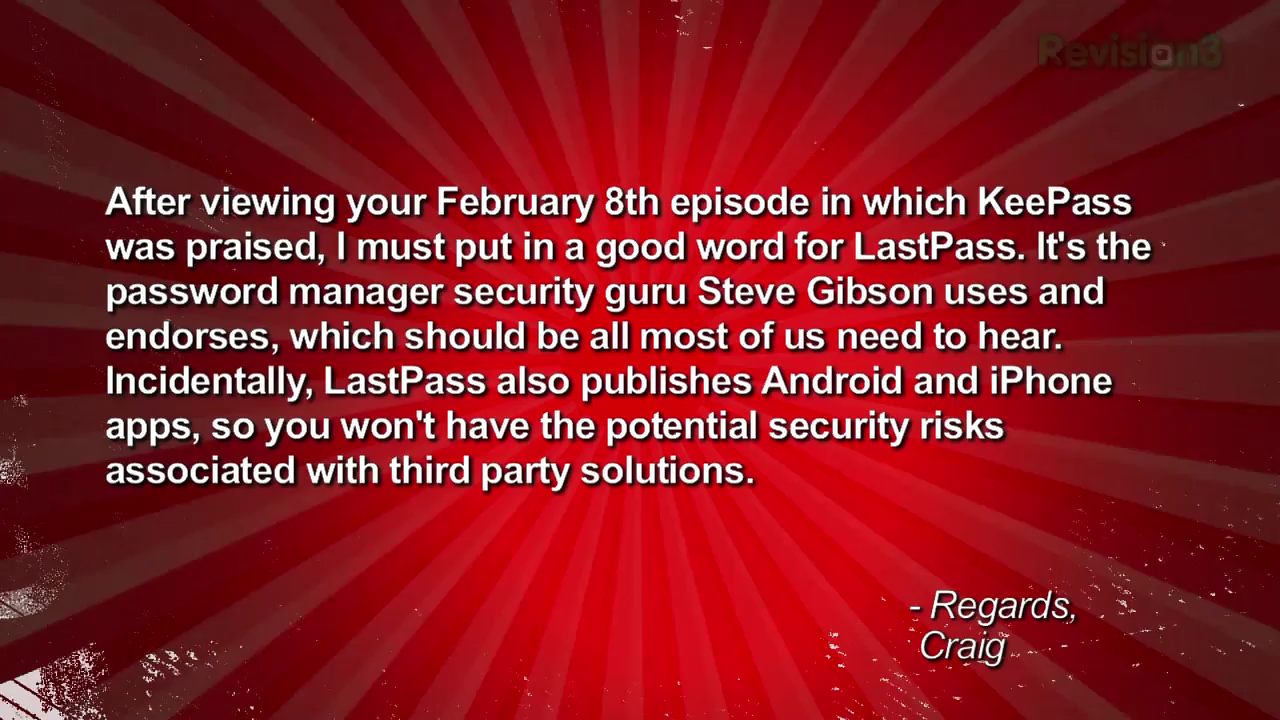 Revision3
After viewing your February 8th episode in which KeePass
was praised, I must put in a good word for LastPass. It's the
password manager security guru Steve Gibson uses and
endorses, which should be all most of us need to hear.
Incidentally, LastPass also publishes Android and iPhone
apps, so you won't have the potential security risks
associated with third party solutions.
- Regards,
Craig